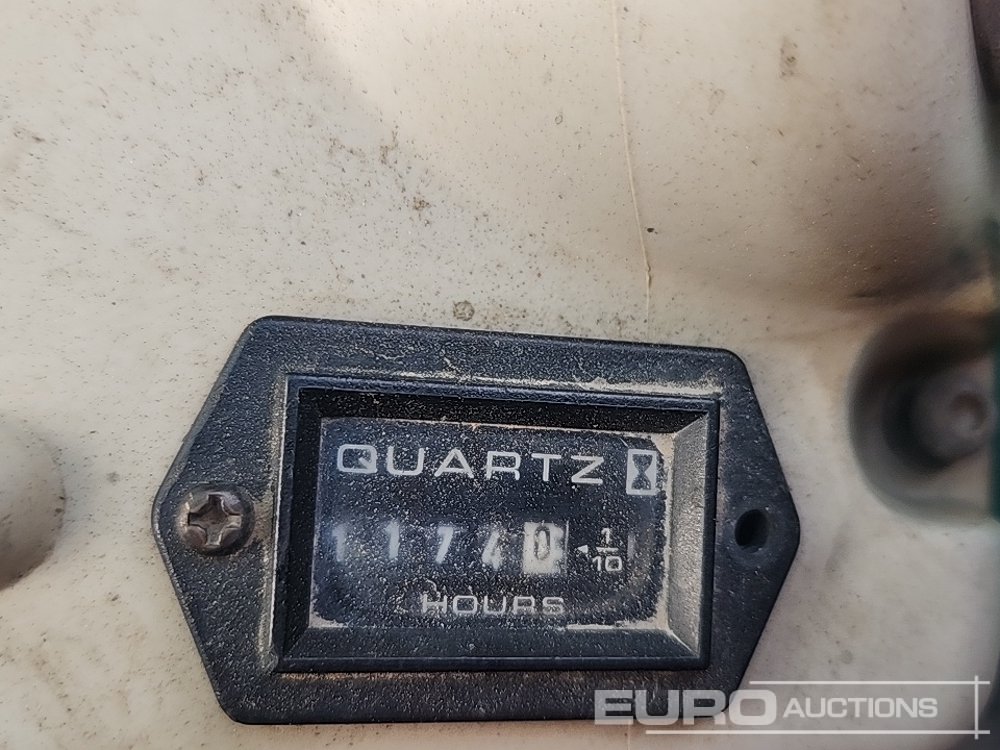 QUARTZ
11740 1/10
HOURS
EURO AUCTIONS